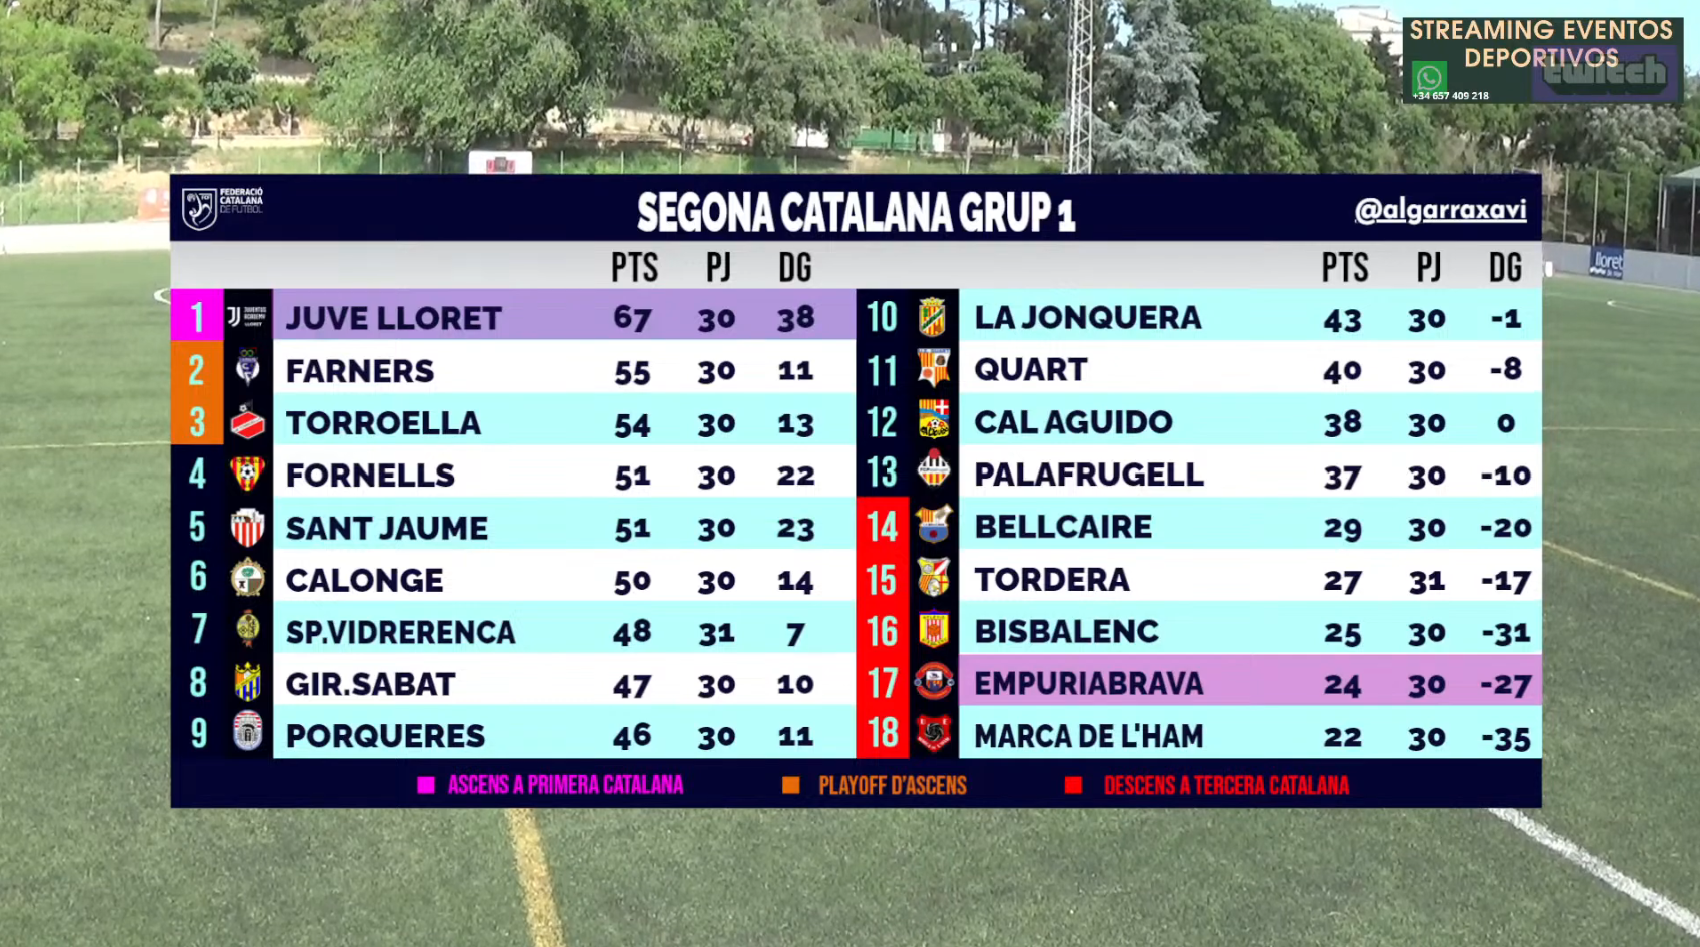 STREAMING EVENTOS
DEPORTIVOS
twitch
+34 657 409 218
FEDERACIÓ
CATALANA
DE FUTBOL
SEGONA CATALANA GRUP 1
@algarraxavi
PTS PJ DG
1 JUVE LLORET 67 30 38
2 FARNERS 55 30 11
3 TORROELLA 54 30 13
4 FORNELLS 51 30 22
5 SANT JAUME 51 30 23
6 CALONGE 50 30 14
7 SP.VIDRERENCA 48 31 7
8 GIR.SABAT 47 30 10
9 PORQUERES 46 30 11
PTS PJ DG
10 LA JONQUERA 43 30 -1
11 QUART 40 30 -8
12 CAL AGUIDO 38 30 0
13 PALAFRUGELL 37 30 -10
14 BELLCAIRE 29 30 -20
15 TORDERA 27 31 -17
16 BISBALENC 25 30 -31
17 EMPURIABRAVA 24 30 -27
18 MARCA DE L'HAM 22 30 -35
ASCENS A PRIMERA CATALANA
PLAYOFF D'ASCENS
DESCENS A TERCERA CATALANA
lloret